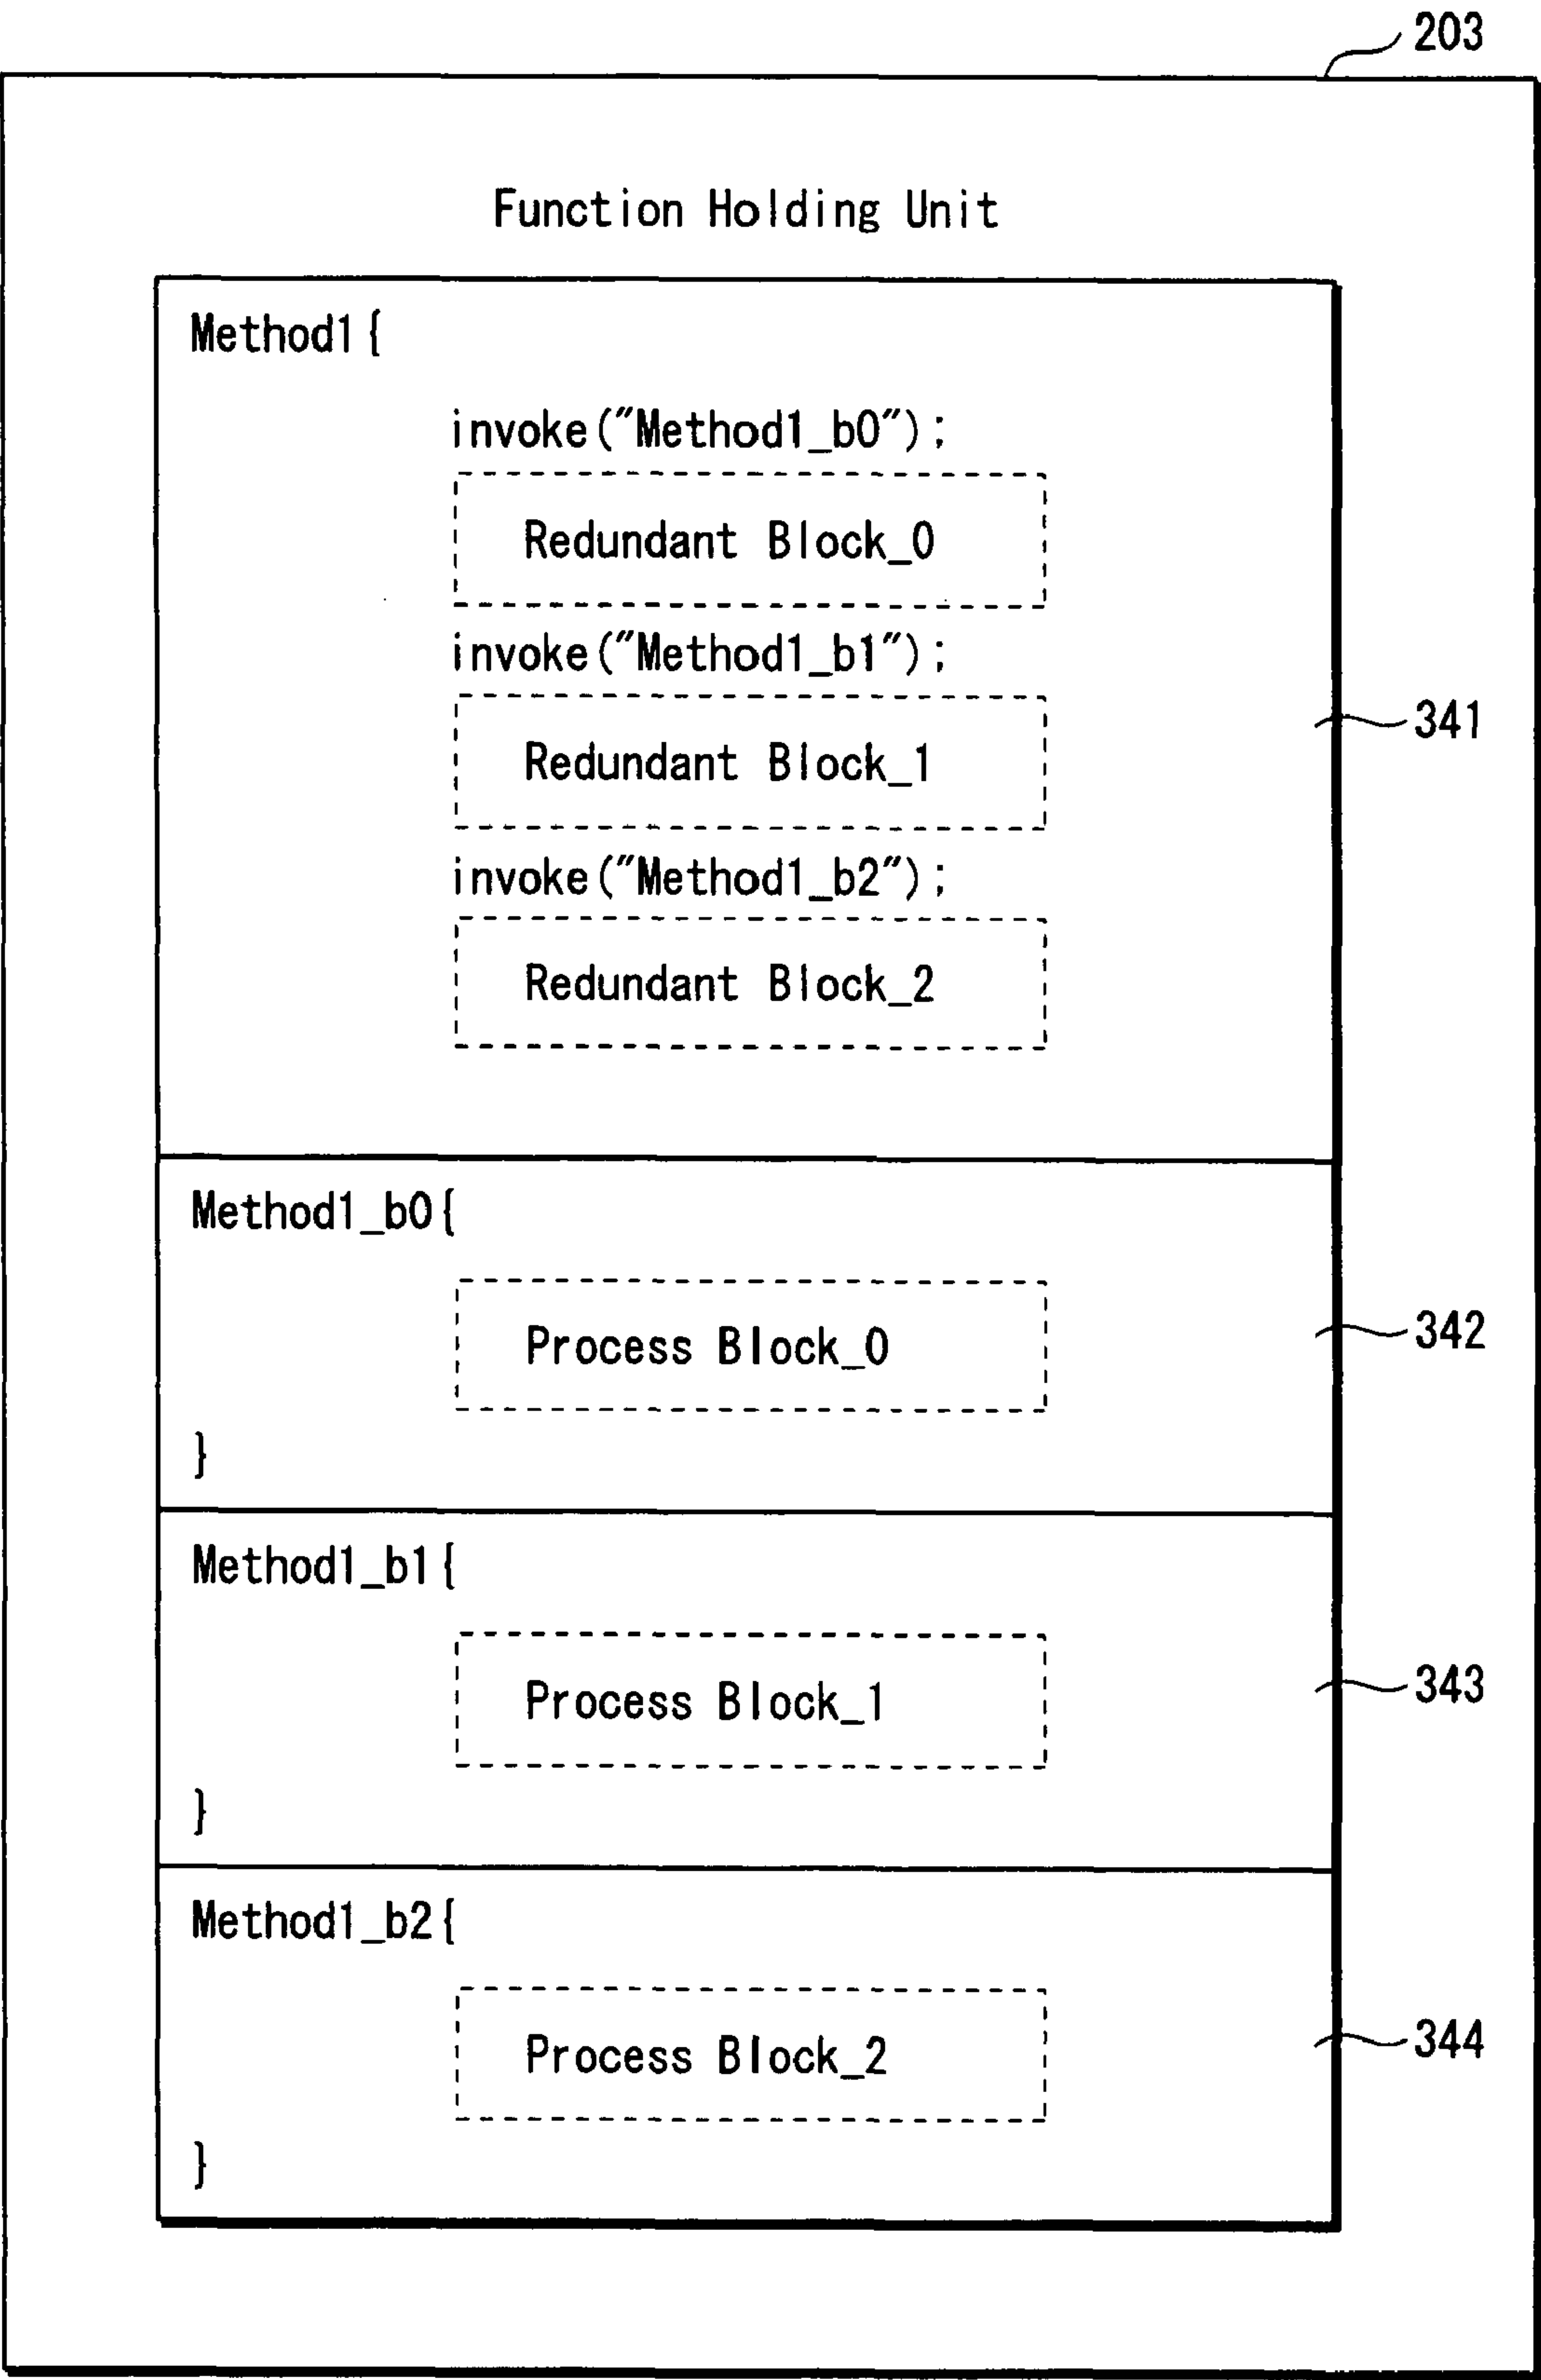 203
Function Holding Unit
Method1{
invoke("Method1_b0");
Redundant Block_0
invoke("Method1_b1");
Redundant Block_1
341
invoke("Method1_b2");
Redundant Block_2
Method1_b0{
Process Block_0
342
}
Method1_b1{
Process Block_1
343
}
Method1_b2{
Process Block_2
344
}